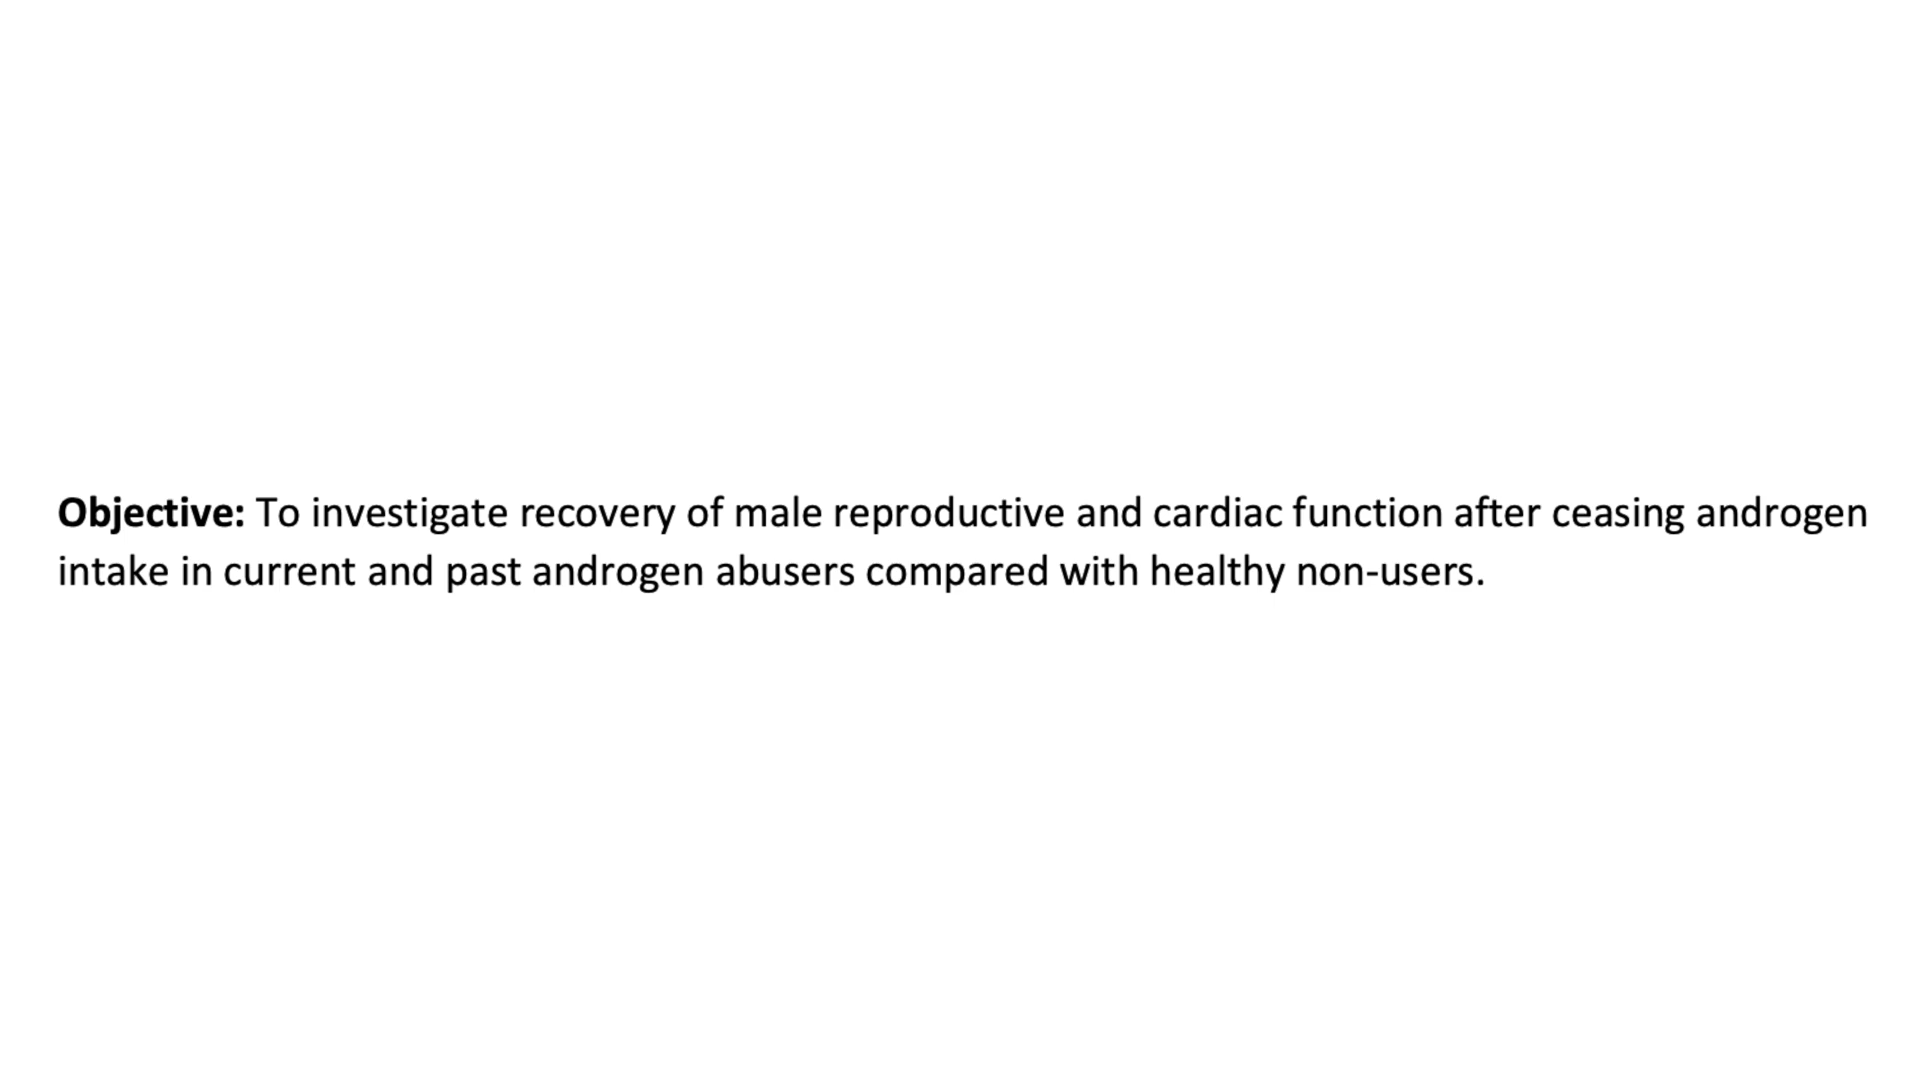 Objective: To investigate recovery of male reproductive and cardiac function after ceasing androgen
intake in current and past androgen abusers compared with healthy non-users.